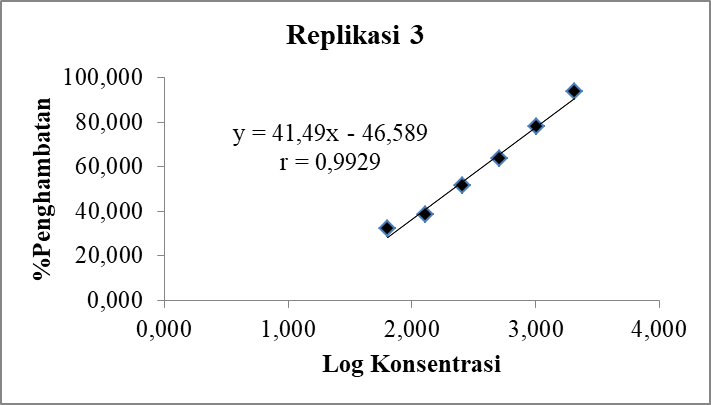 Replikasi 3
%Penghambatan
100,000
80,000
60,000
40,000
20,000
0,000
y = 41,49x - 46,589
r = 0,9929
0,000 1,000 2,000 3,000 4,000
Log Konsentrasi